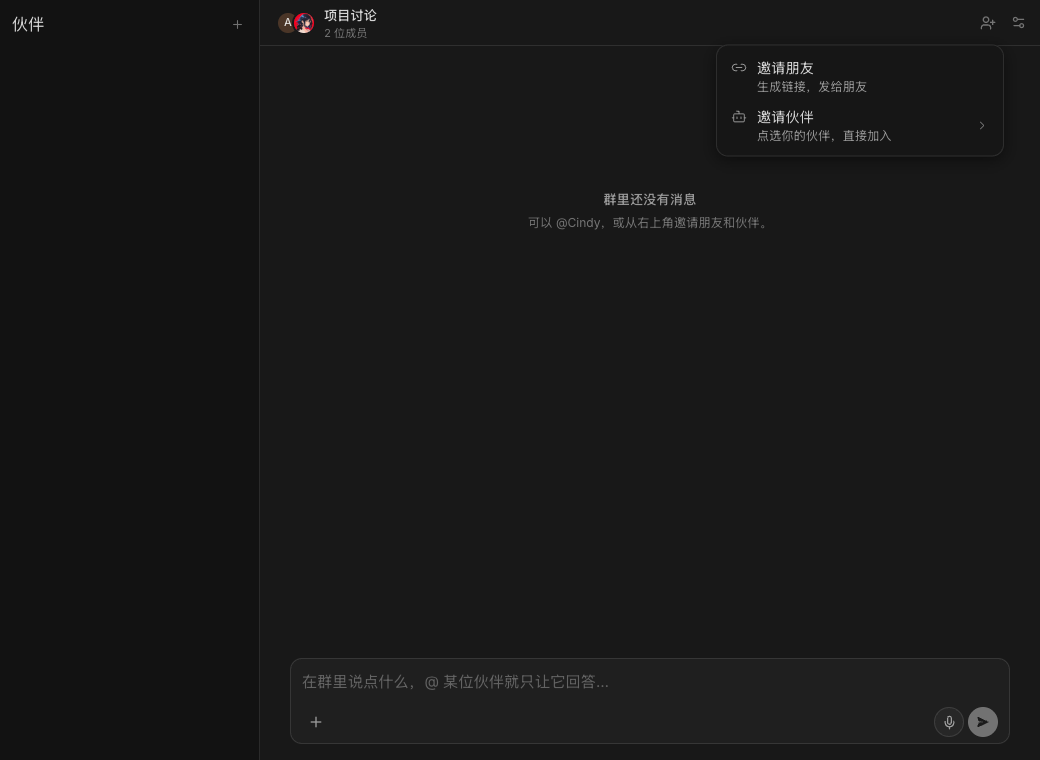 伙伴
A
项目讨论
2 位成员
邀请朋友
生成链接，发给朋友
邀请伙伴
点选你的伙伴，直接加入
群里还没有消息
可以 @Cindy，或从右上角邀请朋友和伙伴。
在群里说点什么，@ 某位伙伴就只让它回答...